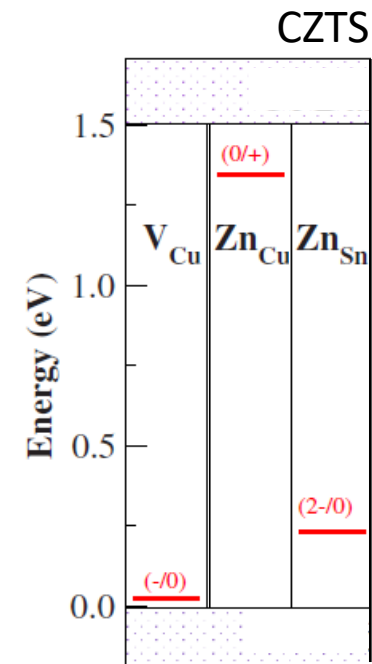 CZTS
1.5
(0/+)
V_Cu Zn_Cu Zn_Sn
1.0
Energy (eV)
0.5
(2-/0)
(-/0)
0.0